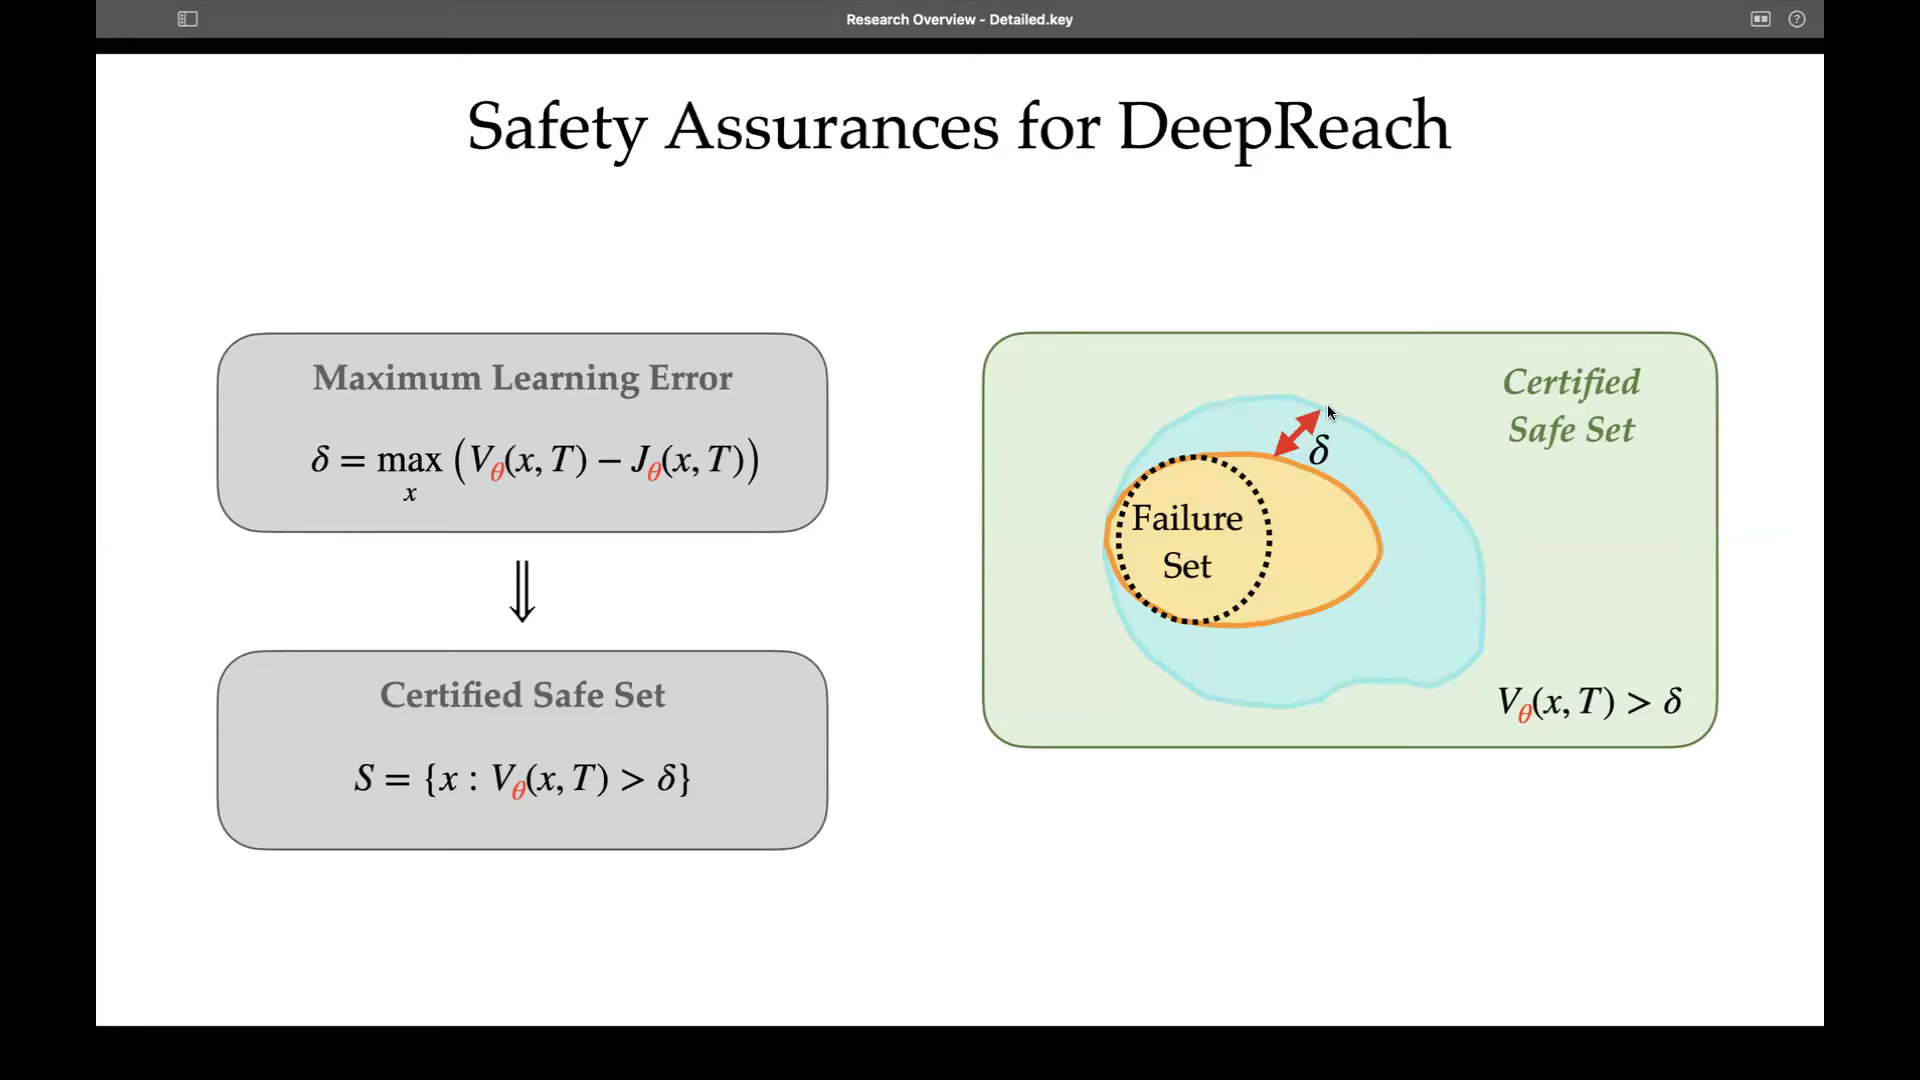 Research Overview - Detailed.key
Safety Assurances for DeepReach
Maximum Learning Error
δ = max (Vθ(x, T) − Jθ(x, T))
x
⇓
Certified Safe Set
S = {x : Vθ(x, T) > δ}
Certified
Safe Set
δ
Failure
Set
Vθ(x, T) > δ